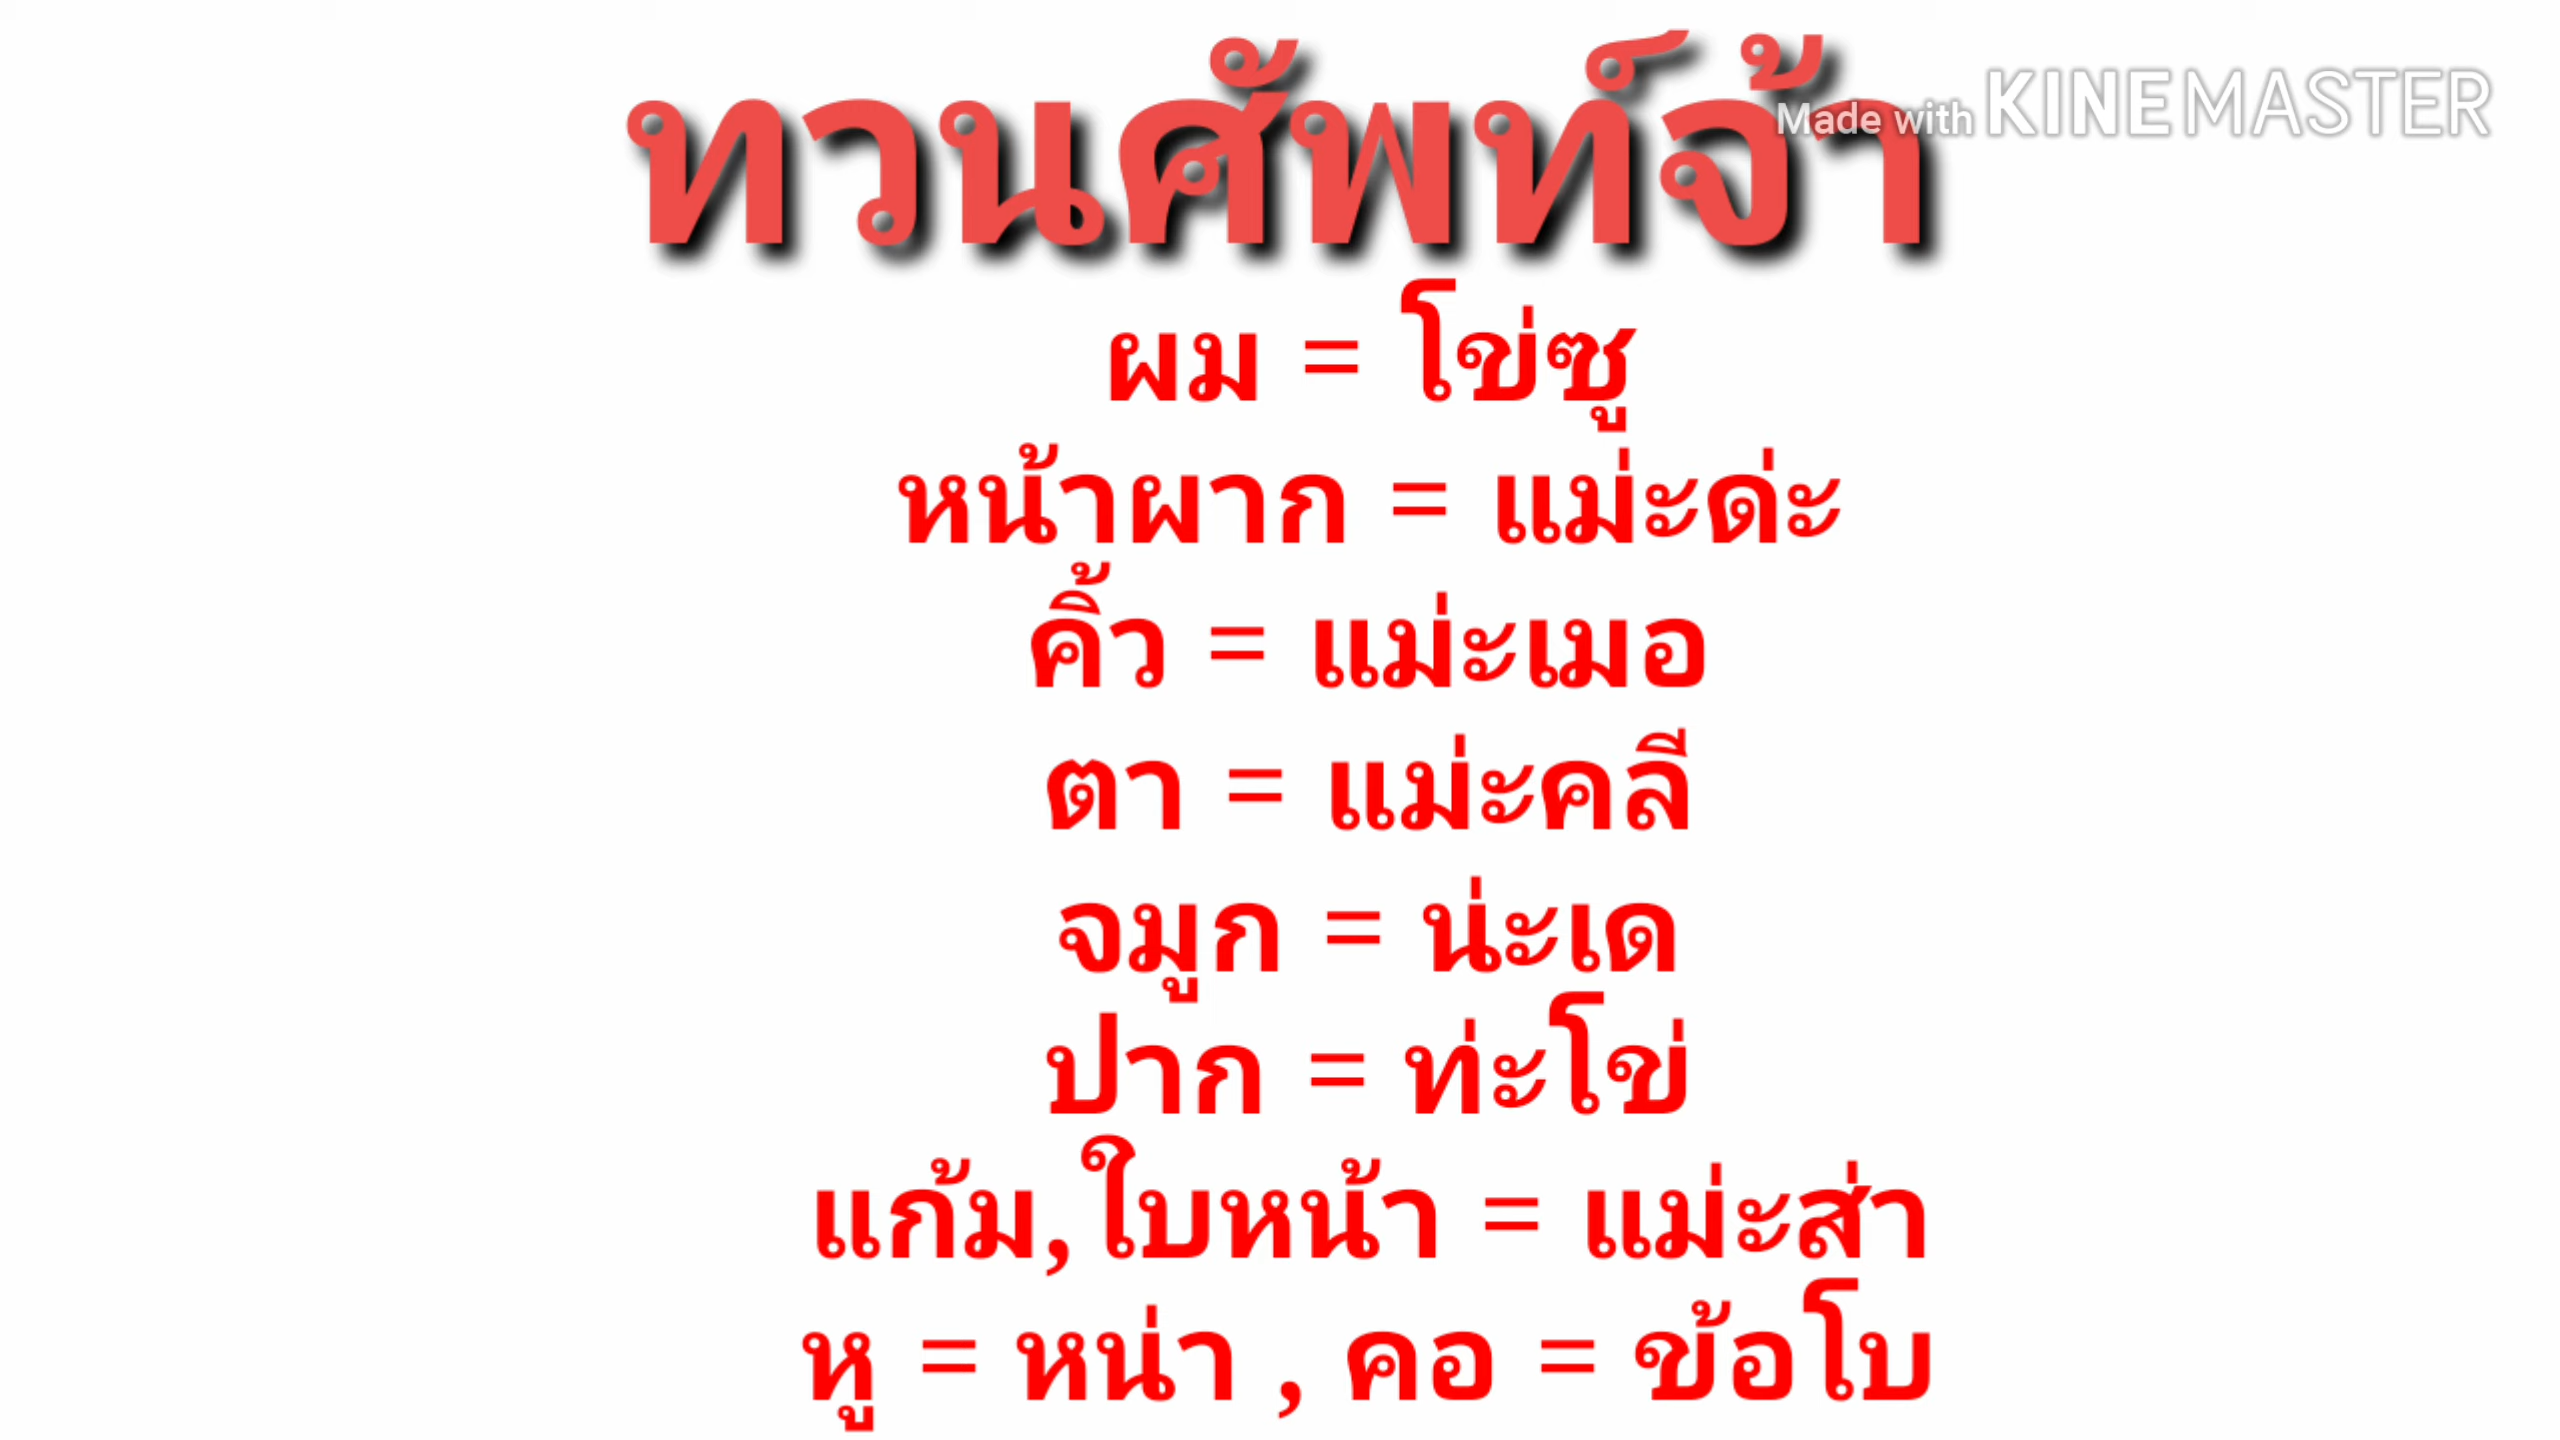 ทวนศัพท์จ้า
Made with KINEMASTER
ผม = โข่ซู
หน้าผาก = แม่ะด่ะ
คิ้ว = แม่ะเมอ
ตา = แม่ะคลี
จมูก = น่ะเด
ปาก = ท่ะโข่
แก้ม,ใบหน้า = แม่ะส่า
หู = หน่า , คอ = ข้อโบ